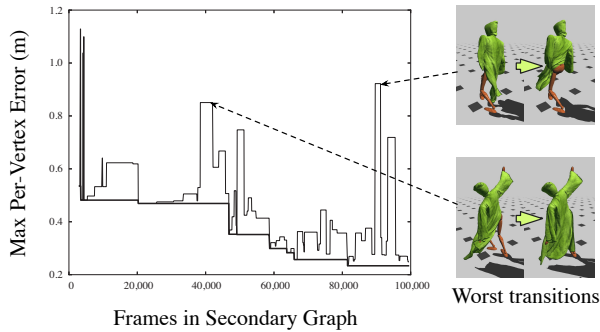 Max Per-Vertex Error (m)
1.2
1.0
0.8
0.6
0.4
0.2
0 20,000 40,000 60,000 80,000 100,000
Frames in Secondary Graph
Worst transitions